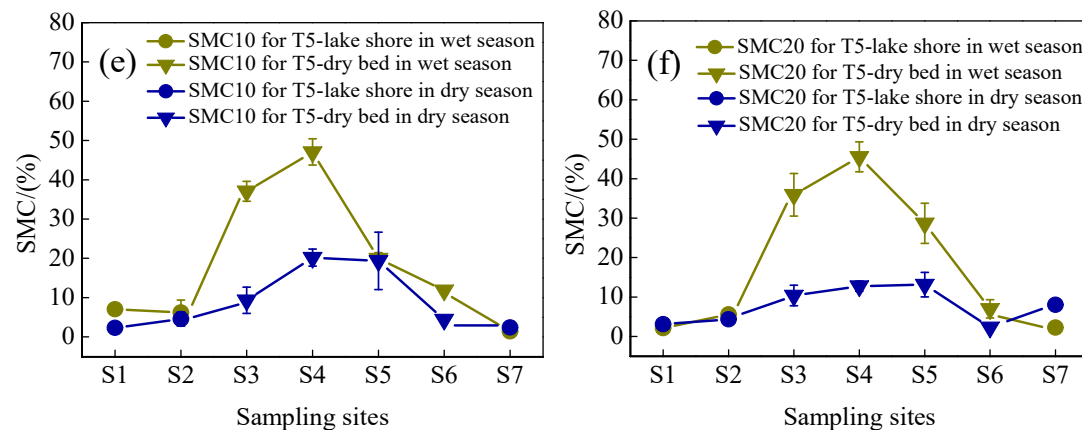 (e)
SMC10 for T5-lake shore in wet season
SMC10 for T5-dry bed in wet season
SMC10 for T5-lake shore in dry season
SMC10 for T5-dry bed in dry season
SMC/(%)
80
70
60
50
40
30
20
10
0
S1 S2 S3 S4 S5 S6 S7
Sampling sites
(f)
SMC20 for T5-lake shore in wet season
SMC20 for T5-dry bed in wet season
SMC20 for T5-lake shore in dry season
SMC20 for T5-dry bed in dry season
SMC/(%)
80
70
60
50
40
30
20
10
0
S1 S2 S3 S4 S5 S6 S7
Sampling sites